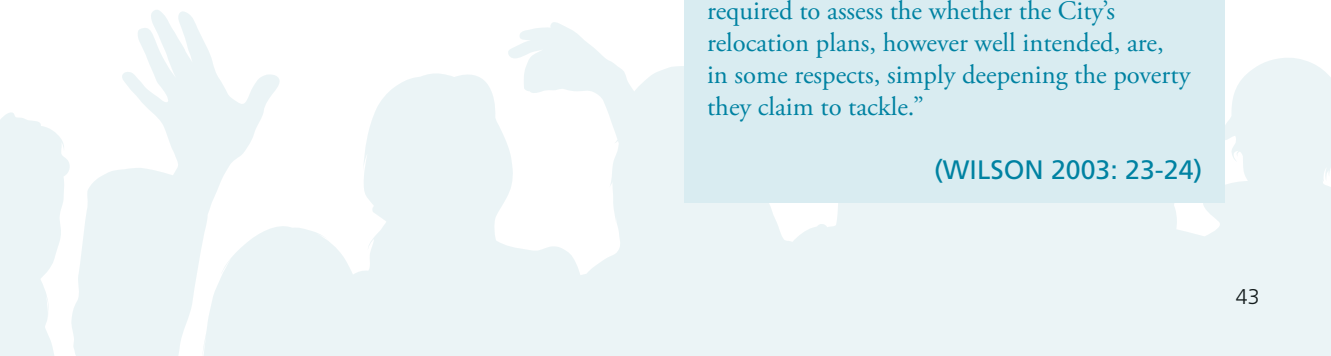 required to assess the whether the City’s
relocation plans, however well intended, are,
in some respects, simply deepening the poverty
they claim to tackle.”
(WILSON 2003: 23-24)
43